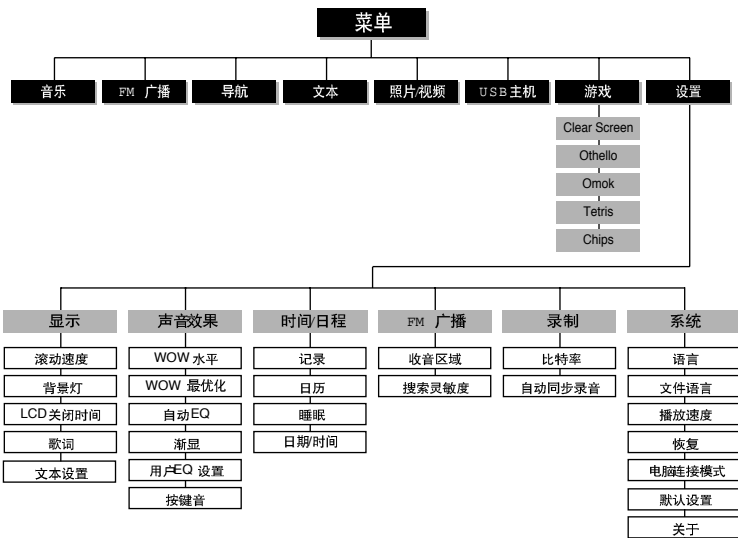 菜单
音乐
FM 广播
导航
文本
照片/视频
USB主机
游戏
设置
Clear Screen
Othello
Omok
Tetris
Chips
显示
声音效果
时间/日程
FM 广播
录制
系统
滚动速度
背景灯
LCD关闭时间
歌词
文本设置
WOW 水平
WOW 最优化
自动EQ
渐显
用户EQ 设置
按键音
记录
日历
睡眠
日期/时间
收音区域
搜索灵敏度
比特率
自动同步录音
语言
文件语言
播放速度
恢复
电脑连接模式
默认设置
关于